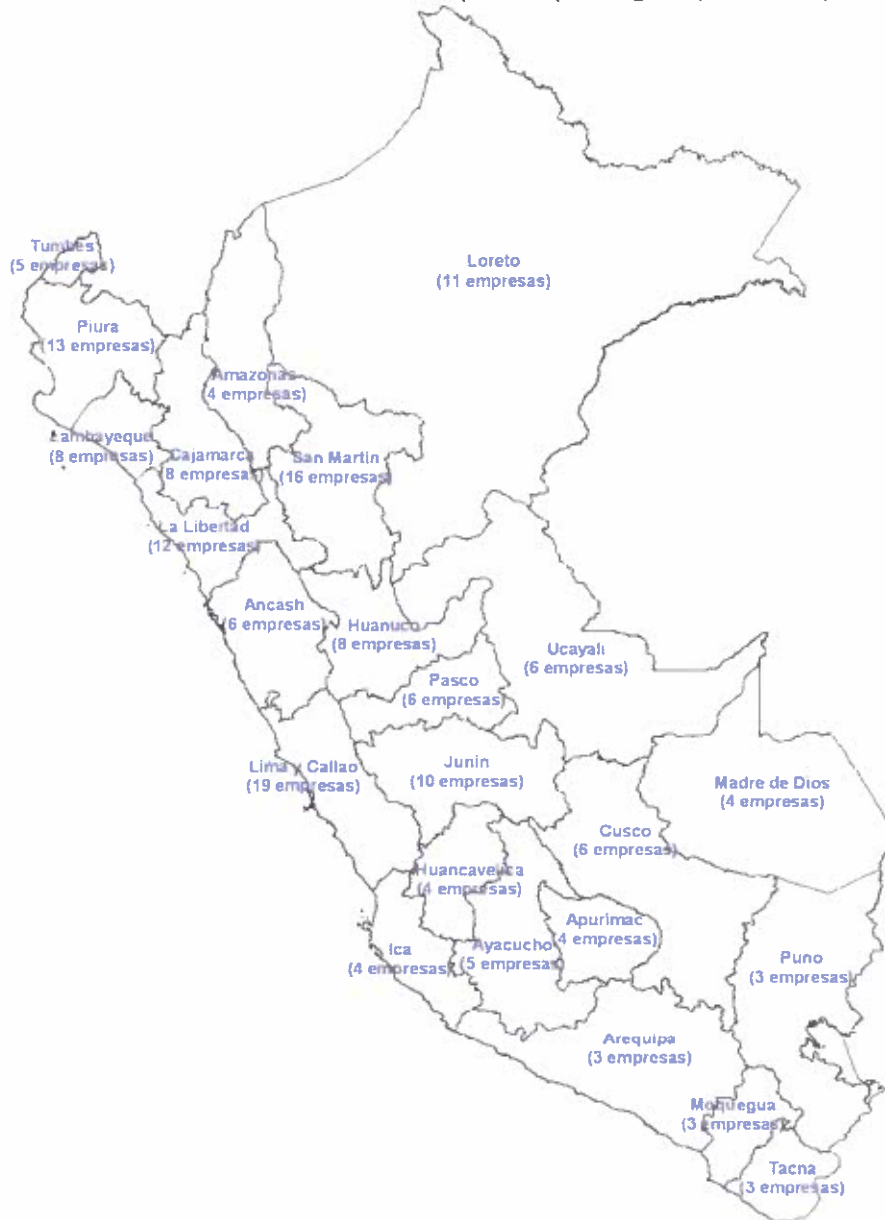 Tumbes
(5 empresas)
Loreto
(11 empresas)
Piura
(13 empresas)
Amazonas
4 empresas)
Lambayeque
(8 empresas)
Cajamarca
(8 empresas)
San Martin
(16 empresas)
La Libertad
(12 empresas)
Ancash
(6 empresas)
Huanuco
(8 empresas)
Ucayali
(6 empresas)
Pasco
(6 empresas)
Lima y Callao
(19 empresas)
Junin
(10 empresas)
Madre de Dios
(4 empresas)
Cusco
(6 empresas)
Huancavelica
(4 empresas)
Apurimac
(4 empresas)
Ica
(4 empresas)
Ayacucho
(5 empresas)
Puno
(3 empresas)
Arequipa
(3 empresas)
Moquegua
(3 empresas)
Tacna
(3 empresas)